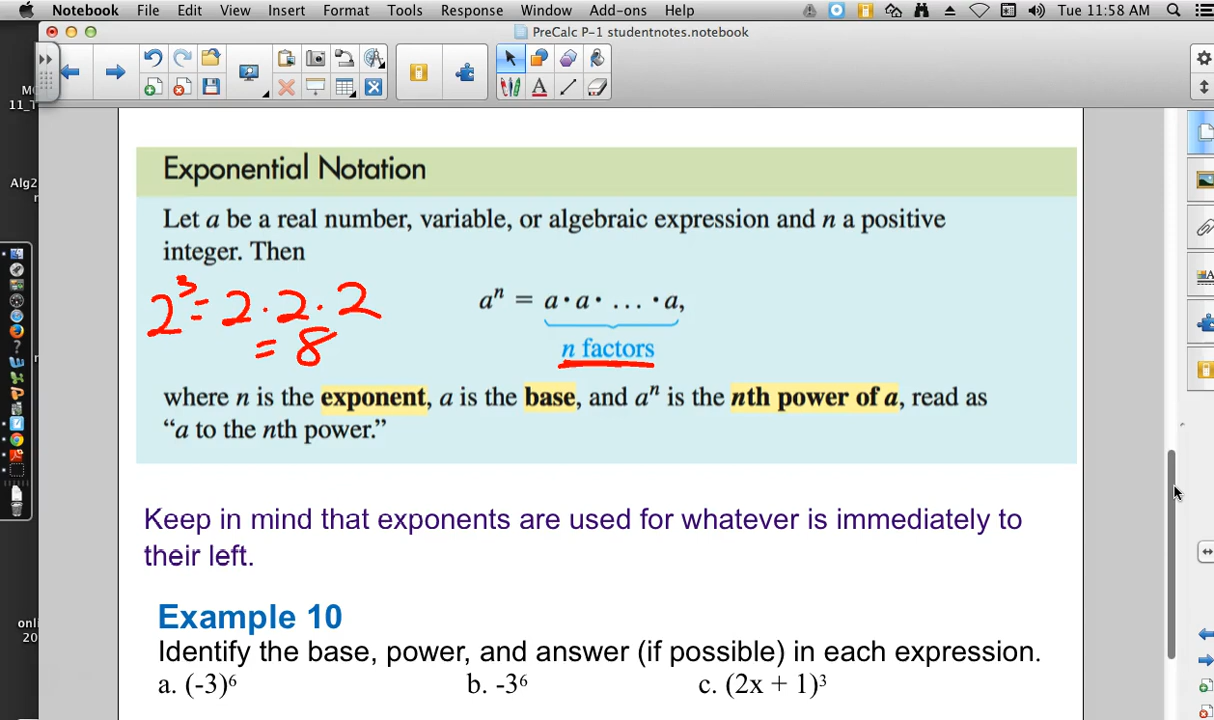 Notebook File Edit View Insert Format Tools Response Window Add-ons Help Tue 11:58 AM
PreCalc P-1 studentnotes.notebook
11_T
Alg2
Exponential Notation
Let a be a real number, variable, or algebraic expression and n a positive
integer. Then
2³ = 2 · 2 · 2
= 8
aⁿ = a · a · . . . · a,
n factors
where n is the exponent, a is the base, and aⁿ is the nth power of a, read as
“a to the nth power.”
Keep in mind that exponents are used for whatever is immediately to
their left.
onli
20
Example 10
Identify the base, power, and answer (if possible) in each expression.
a. (-3)⁶ b. -3⁶ c. (2x + 1)³